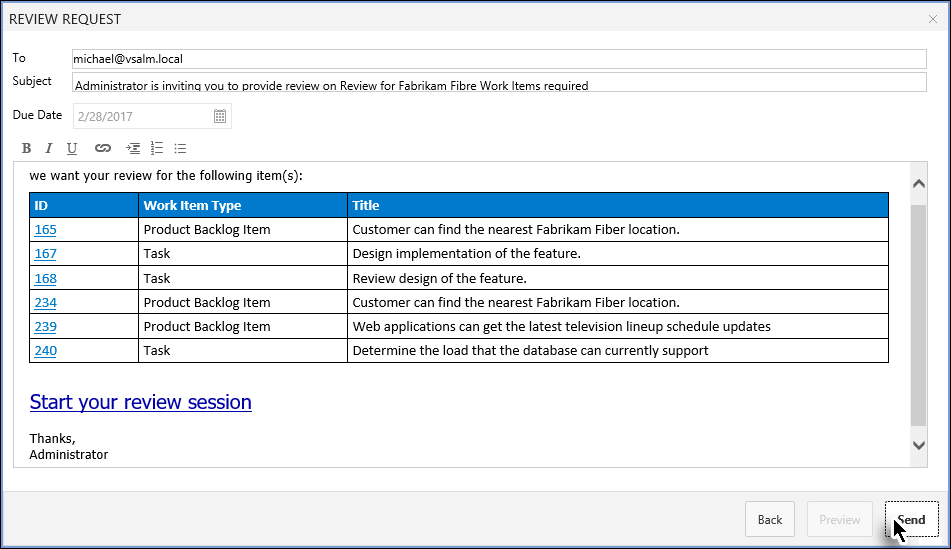 REVIEW REQUEST
To michael@vsalm.local
Subject Administrator is inviting you to provide review on Review for Fabrikam Fibre Work Items required
Due Date 2/28/2017
B I U
we want your review for the following item(s):
ID Work Item Type Title
165 Product Backlog Item Customer can find the nearest Fabrikam Fiber location.
167 Task Design implementation of the feature.
168 Task Review design of the feature.
234 Product Backlog Item Customer can find the nearest Fabrikam Fiber location.
239 Product Backlog Item Web applications can get the latest television lineup schedule updates
240 Task Determine the load that the database can currently support
Start your review session
Thanks,
Administrator
Back Preview Send